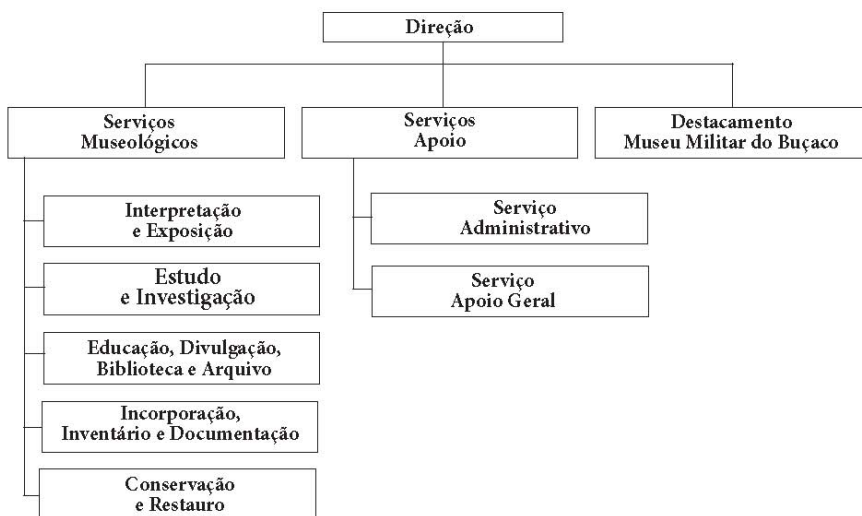 Direção
Serviços
Museológicos
Serviços
Apoio
Destacamento
Museu Militar do Buçaco
Interpretação
e Exposição
Estudo
e Investigação
Educação, Divulgação,
Biblioteca e Arquivo
Incorporação,
Inventário e Documentação
Conservação
e Restauro
Serviço
Administrativo
Serviço
Apoio Geral